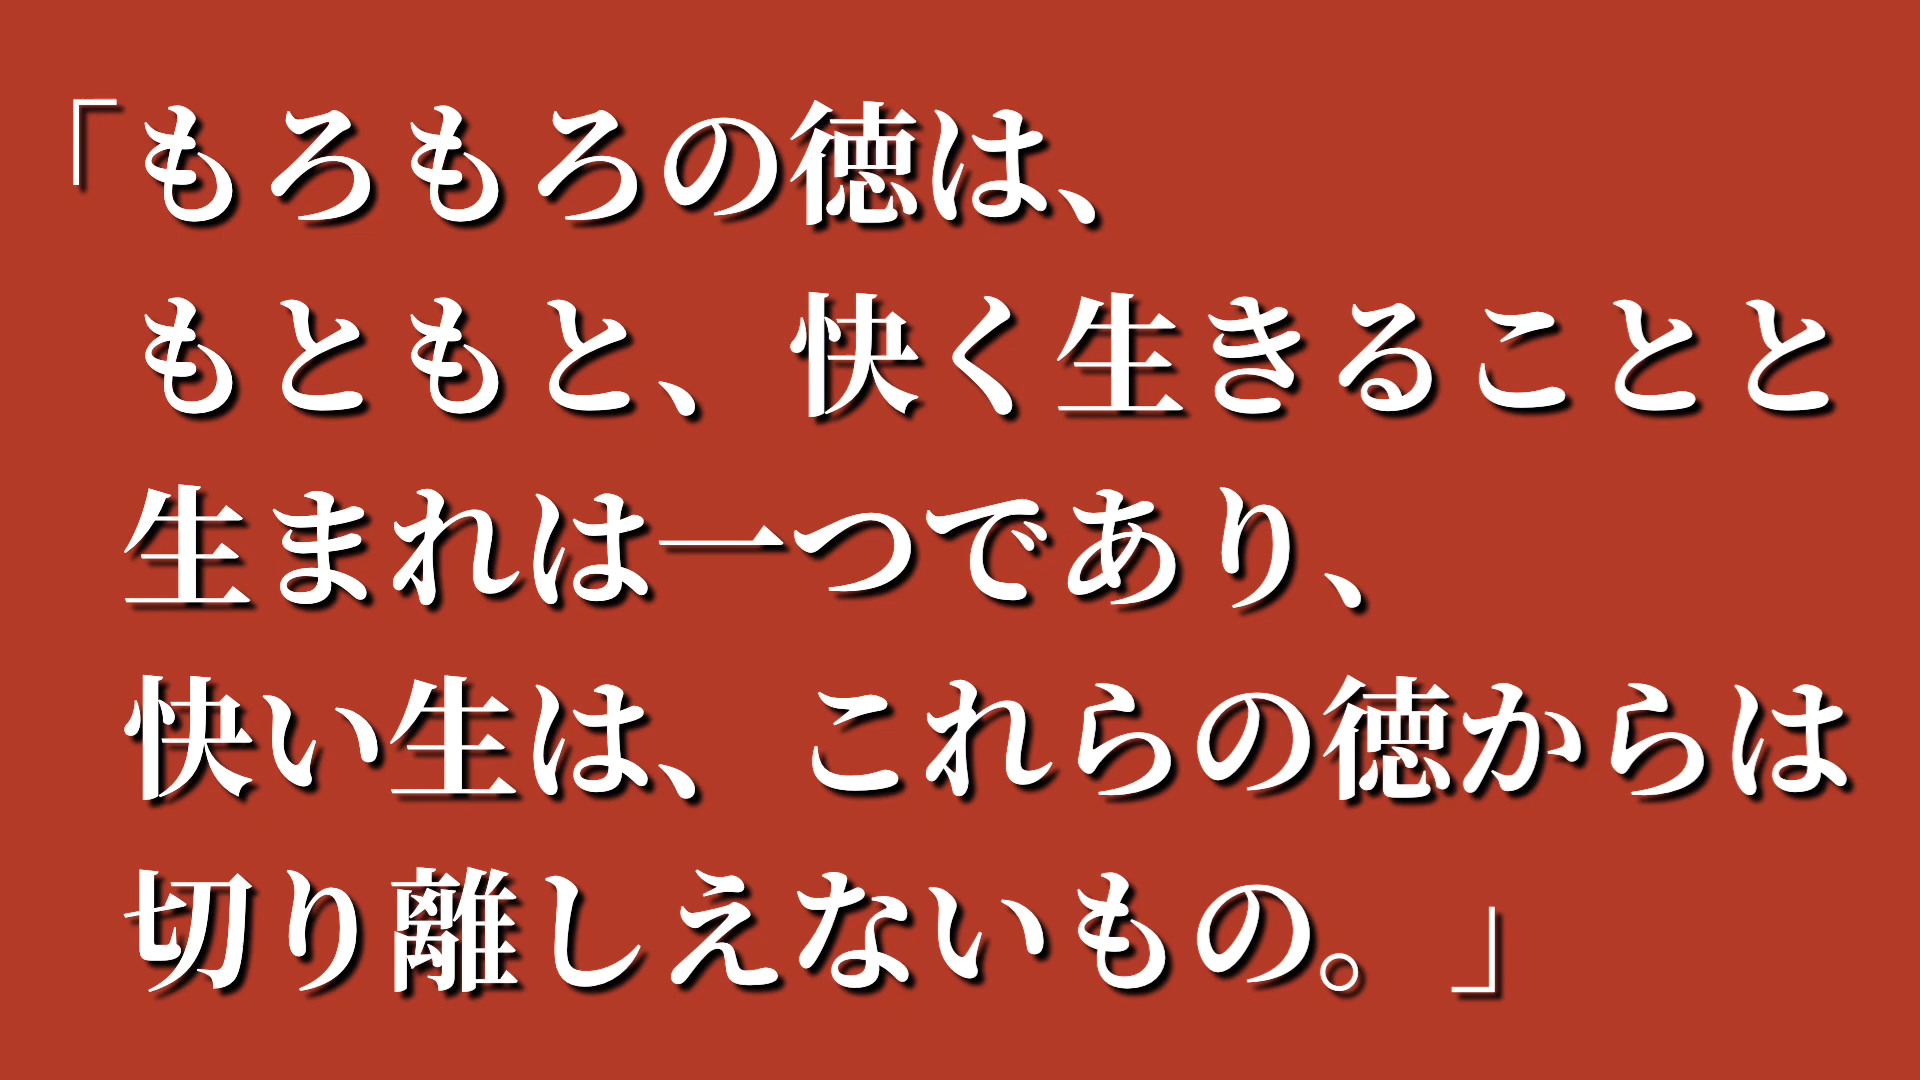 「もろもろの徳は、
もともと、快く生きることと
生まれは一つであり、
快い生は、これらの徳からは
切り離しえないもの。」